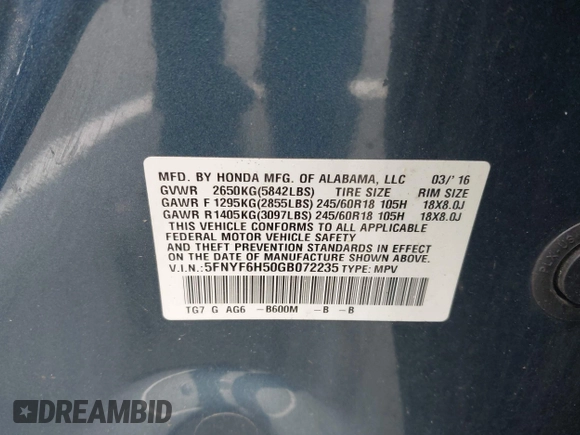 MFD. BY HONDA MFG. OF ALABAMA, LLC 03/'16
GVWR 2650KG(5842LBS) TIRE SIZE RIM SIZE
GAWR F 1295KG(2855LBS) 245/60R18 105H 18X8.0J
GAWR R 1405KG(3097LBS) 245/60R18 105H 18X8.0J
THIS VEHICLE CONFORMS TO ALL APPLICABLE
FEDERAL MOTOR VEHICLE SAFETY
AND THEFT PREVENTION STANDARDS IN EFFECT
ON THE DATE OF MANUFACTURE SHOWN ABOVE.
V.I.N.:5FNYF6H50GB072235 TYPE: MPV
TG7 G AG6 -B600M -B -B
DREAMBID